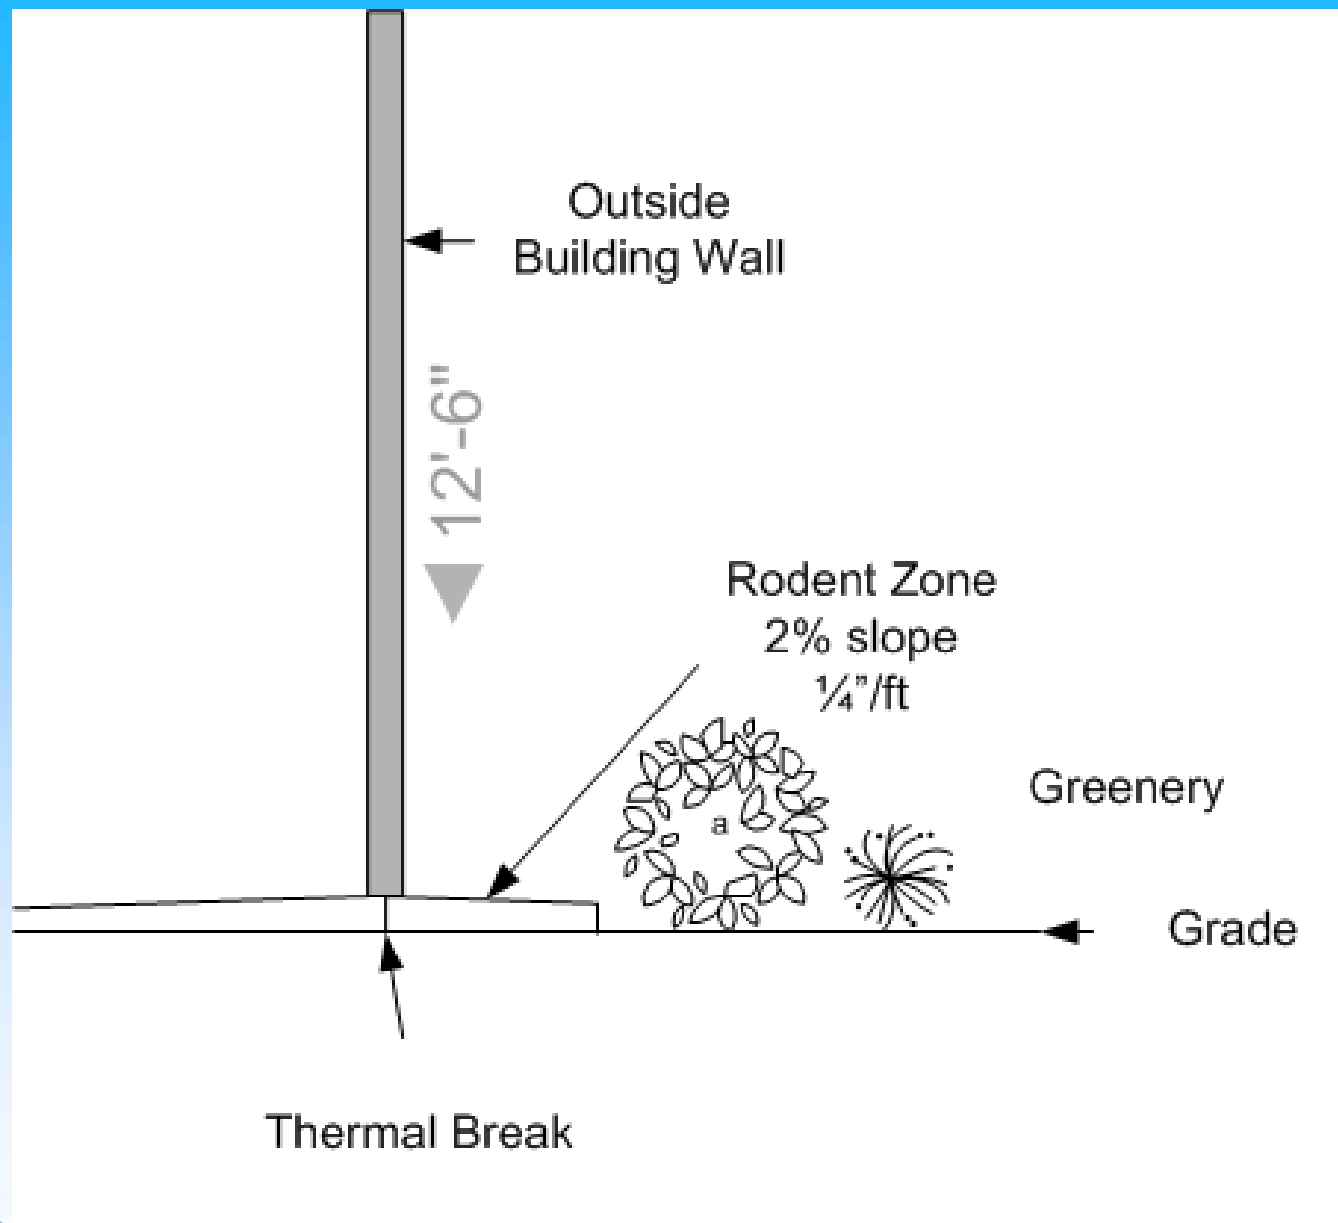 Outside
Building Wall
12'-6"
Rodent Zone
2% slope
¼”/ft
a
Greenery
Grade
Thermal Break